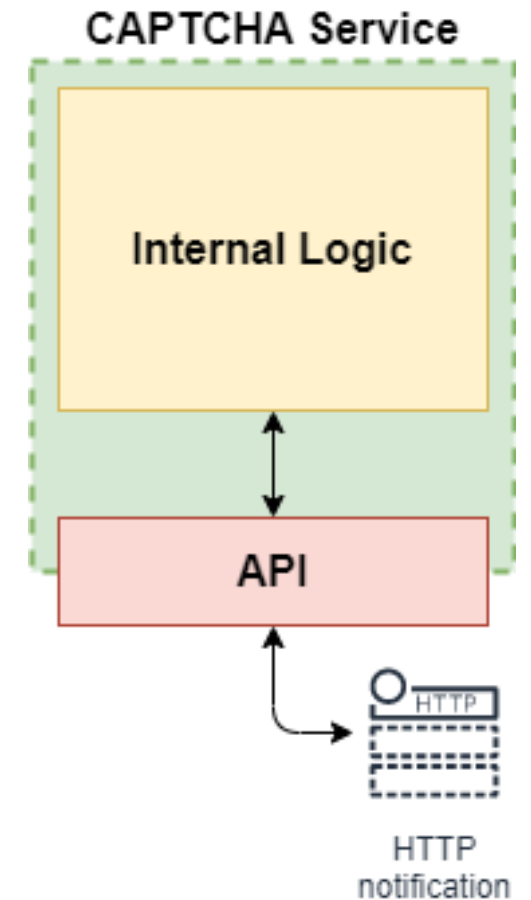 CAPTCHA Service
Internal Logic
API
HTTP
HTTP
notification